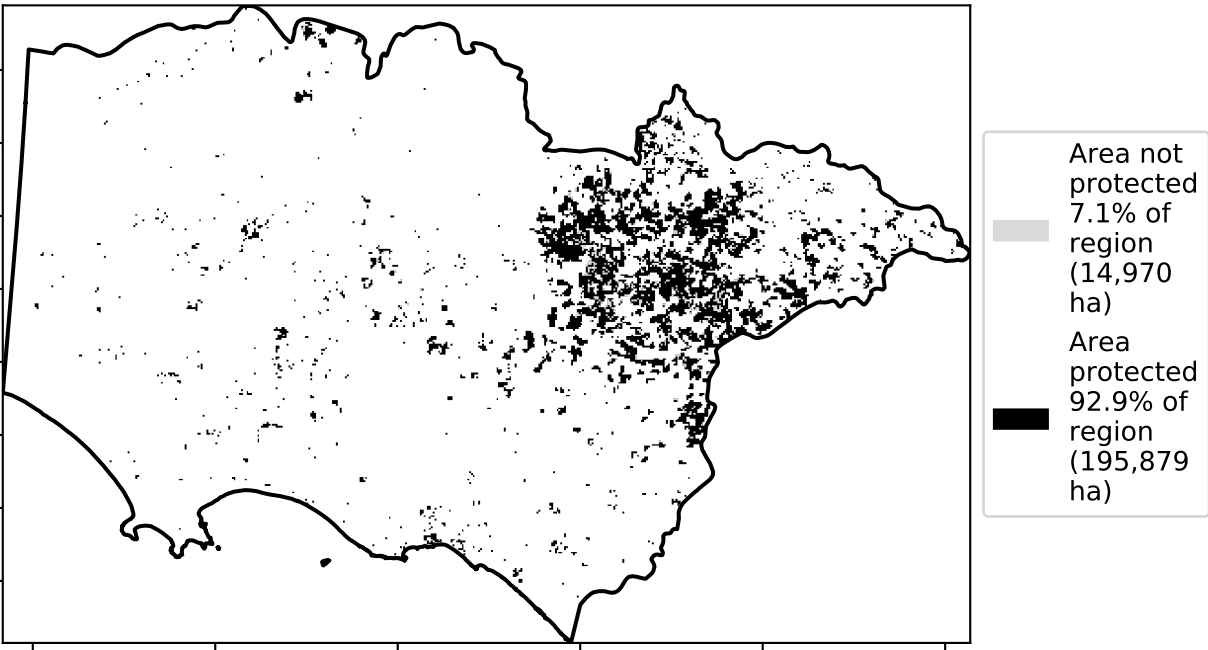 Area not
protected
7.1% of
region
(14,970
ha)
Area
protected
92.9% of
region
(195,879
ha)